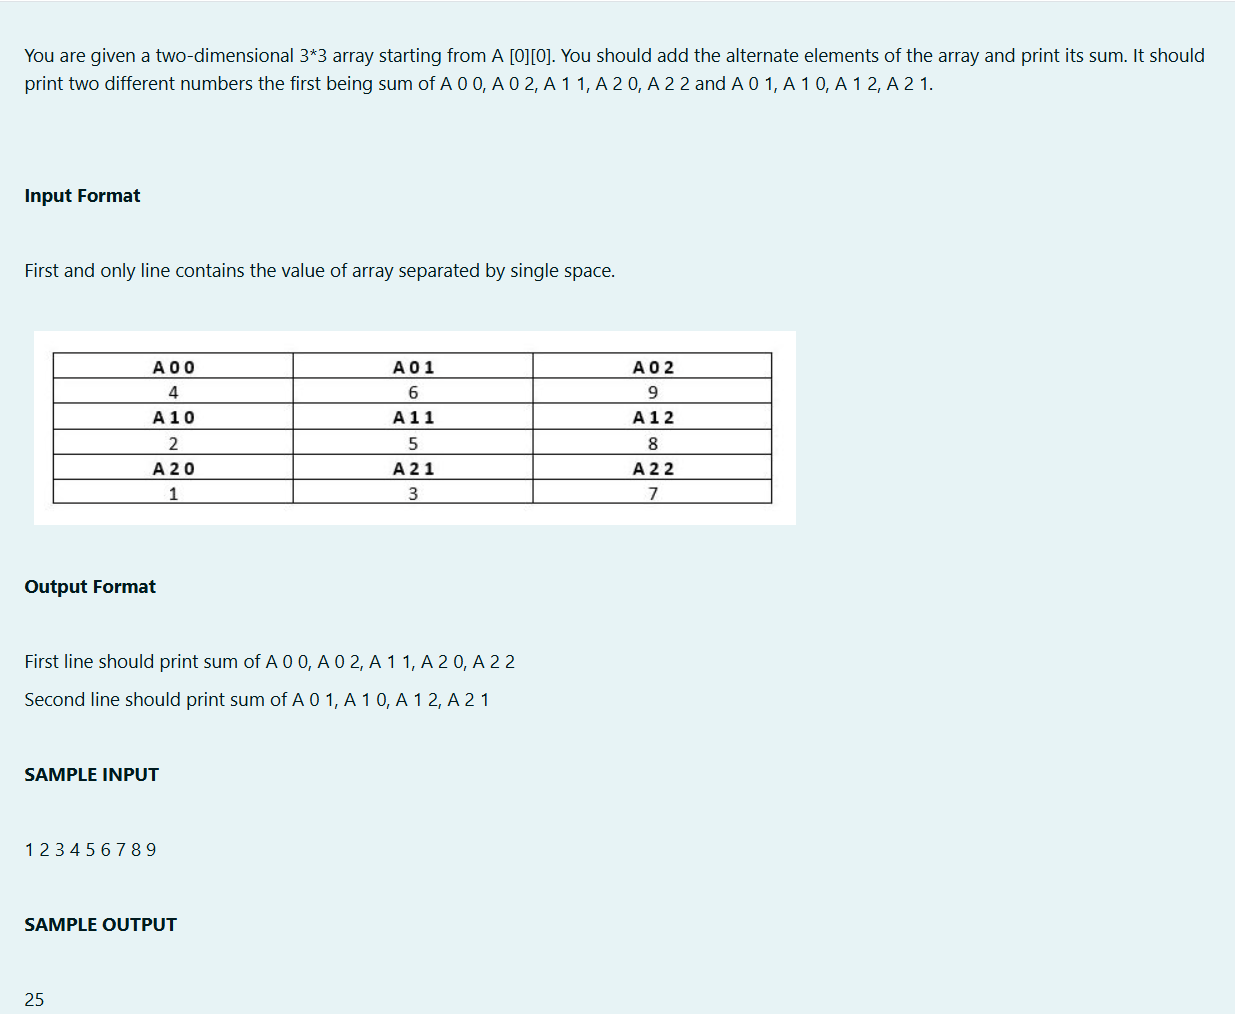 You are given a two-dimensional 3*3 array starting from A [0][0]. You should add the alternate elements of the array and print its sum. It should
print two different numbers the first being sum of A 0 0, A 0 2, A 1 1, A 2 0, A 2 2 and A 0 1, A 1 0, A 1 2, A 2 1.
Input Format
First and only line contains the value of array separated by single space.
A 0 0 A 0 1 A 0 2
4 6 9
A 1 0 A 1 1 A 1 2
2 5 8
A 2 0 A 2 1 A 2 2
1 3 7
Output Format
First line should print sum of A 0 0, A 0 2, A 1 1, A 2 0, A 2 2
Second line should print sum of A 0 1, A 1 0, A 1 2, A 2 1
SAMPLE INPUT
1 2 3 4 5 6 7 8 9
SAMPLE OUTPUT
25